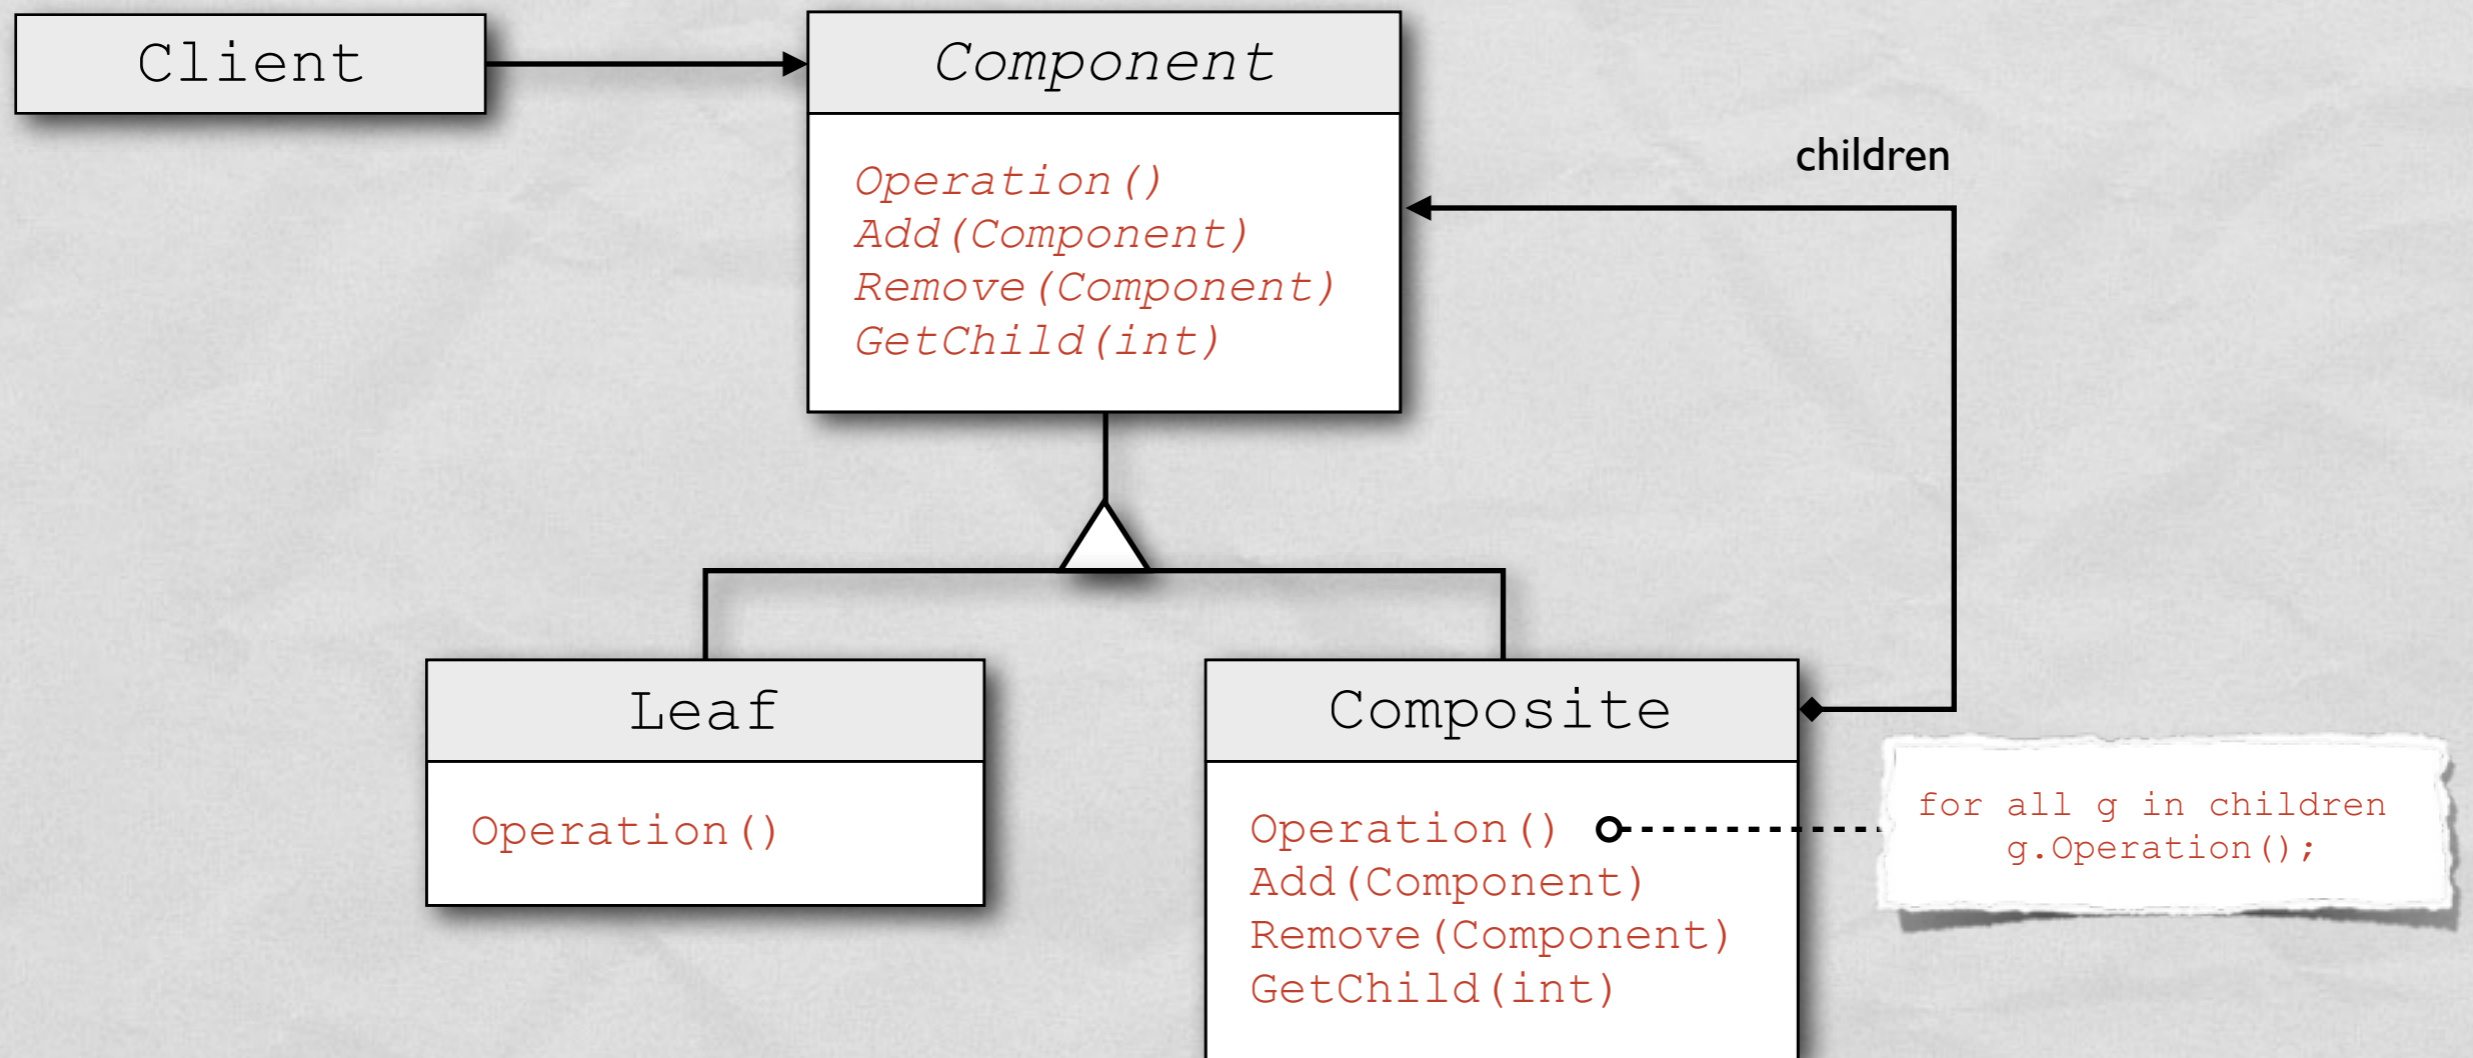 Client
Component
Operation()
Add(Component)
Remove(Component)
GetChild(int)
children
Leaf
Operation()
Composite
Operation()
Add(Component)
Remove(Component)
GetChild(int)
for all g in children
g.Operation();